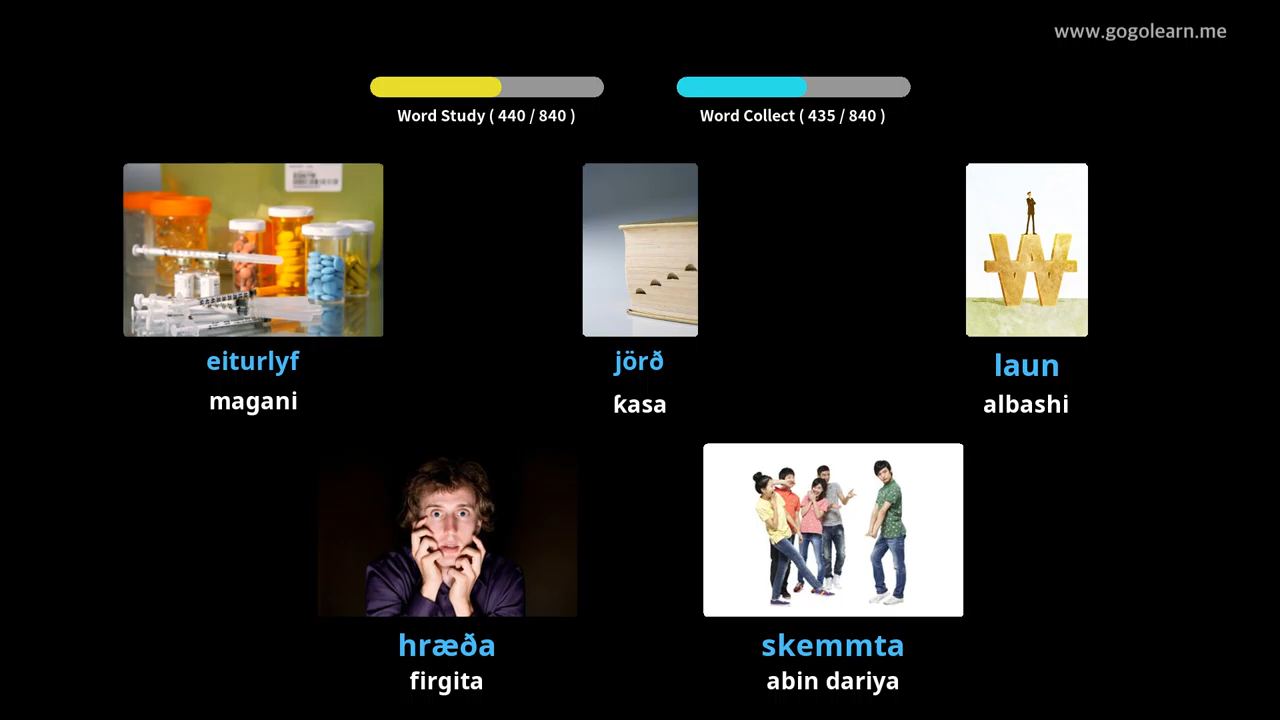 www.gogolearn.me
Word Study ( 440 / 840 )
Word Collect ( 435 / 840 )
eiturlyf
magani
jörð
ƙasa
laun
albashi
hræða
firgita
skemmta
abin dariya